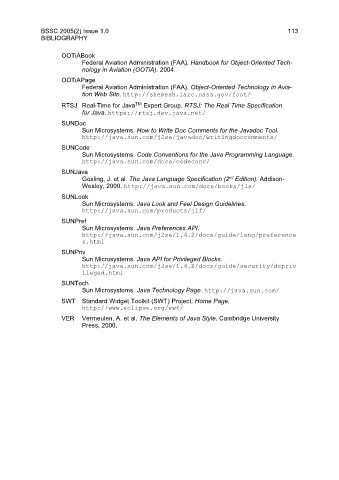 BSSC 2005(2) Issue 1.0 113
BIBLIOGRAPHY
OOTiABook
Federal Aviation Administration (FAA). Handbook for Object-Oriented Tech-
nology in Aviation (OOTiA). 2004.
OOTiAPage
Federal Aviation Administration (FAA). Object-Oriented Technology in Avia-
tion Web Site. http://shemesh.larc.nasa.gov/foot/
RTSJ Real-Time for Java™ Expert Group. RTSJ: The Real Time Specification
for Java. https://rtsj.dev.java.net/
SUNDoc
Sun Microsystems. How to Write Doc Comments for the Javadoc Tool.
http://java.sun.com/j2se/javadoc/writingdoccomments/
SUNCode
Sun Microsystems. Code Conventions for the Java Programming Language.
http://java.sun.com/docs/codeconv/
SUNJava
Gosling, J. et al. The Java Language Specification (2nd Edition). Addison-
Wesley, 2000. http://java.sun.com/docs/books/jls/
SUNLook
Sun Microsystems. Java Look and Feel Design Guidelines.
http://java.sun.com/products/jlf/
SUNPref
Sun Microsystems. Java Preferences API.
http://java.sun.com/j2se/1.4.2/docs/guide/lang/preference
s.html
SUNPriv
Sun Microsystems. Java API for Privileged Blocks.
http://java.sun.com/j2se/1.4.2/docs/guide/security/dopriv
ileged.html
SUNTech
Sun Microsystems. Java Technology Page. http://java.sun.com/
SWT Standard Widget Toolkit (SWT) Project. Home Page.
http://www.eclipse.org/swt/
VER Vermeulen, A. et al. The Elements of Java Style. Cambridge University
Press, 2000.